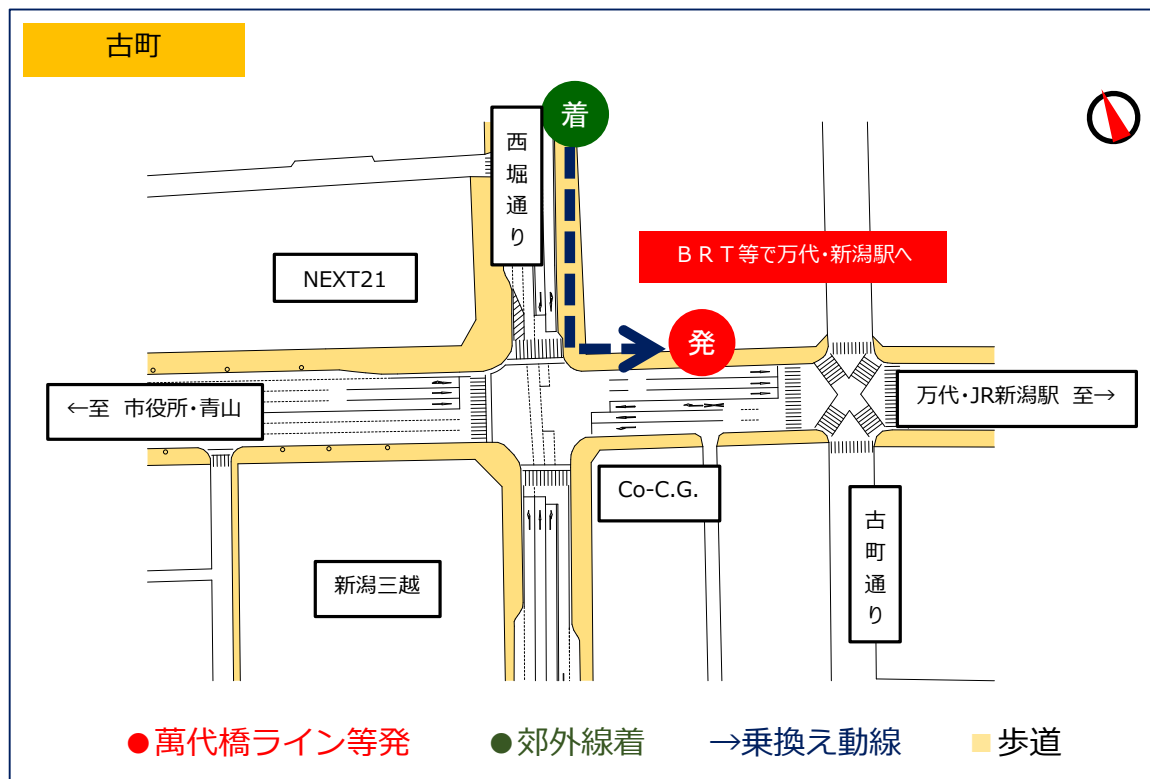 古町
着
西堀通り
NEXT21
BRT等で万代・新潟駅へ
発
←至 市役所・青山
万代・JR新潟駅 至→
Co-C.G.
古町通り
新潟三越
●萬代橋ライン等発 ●郊外線着 →乗換え動線 ■歩道